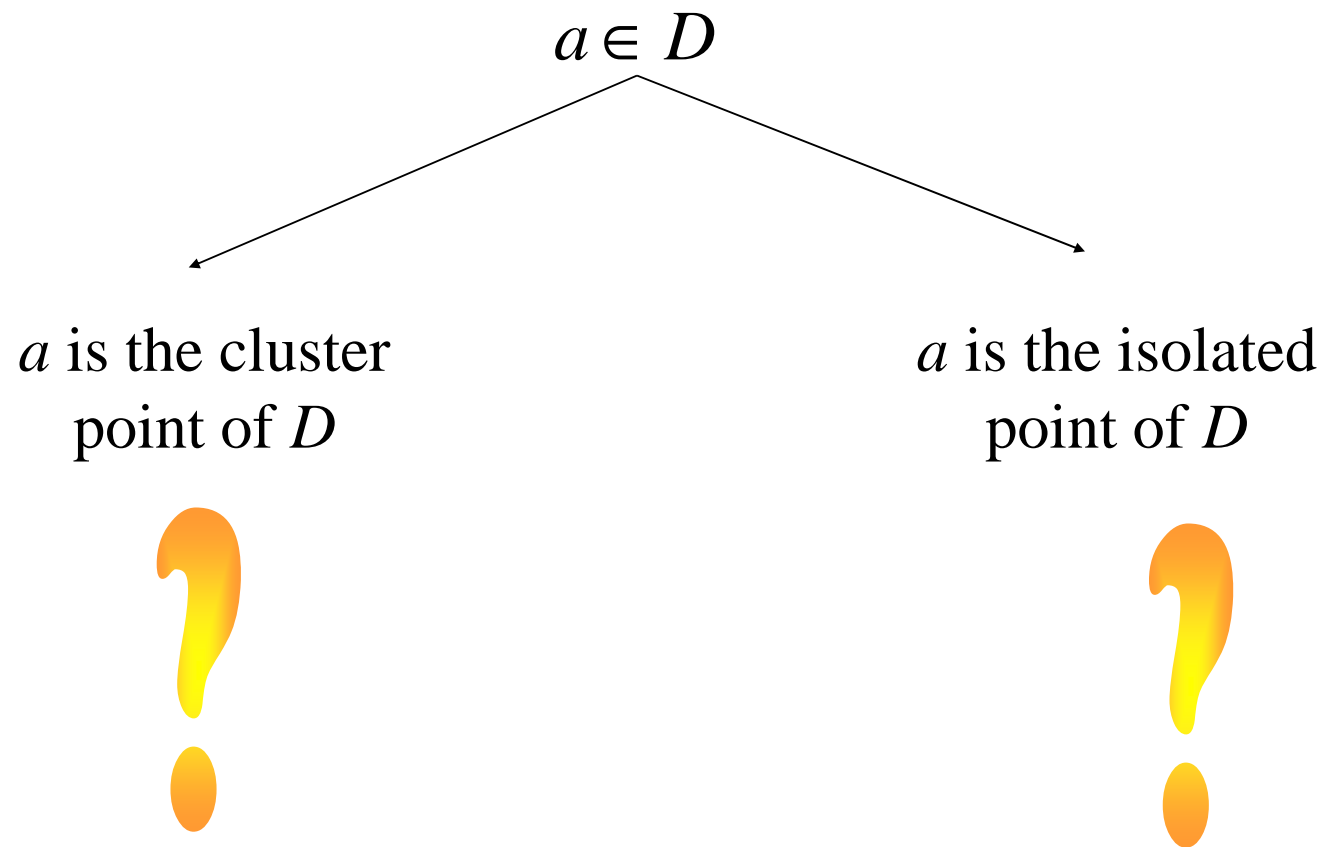 a ∈ D
a is the cluster
point of D
a is the isolated
point of D
?
?